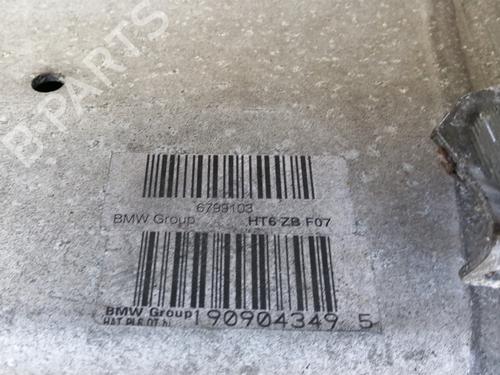 B-PARTS
6799103
BMW Group HT6 ZB F07
BMW Group 190904349 5